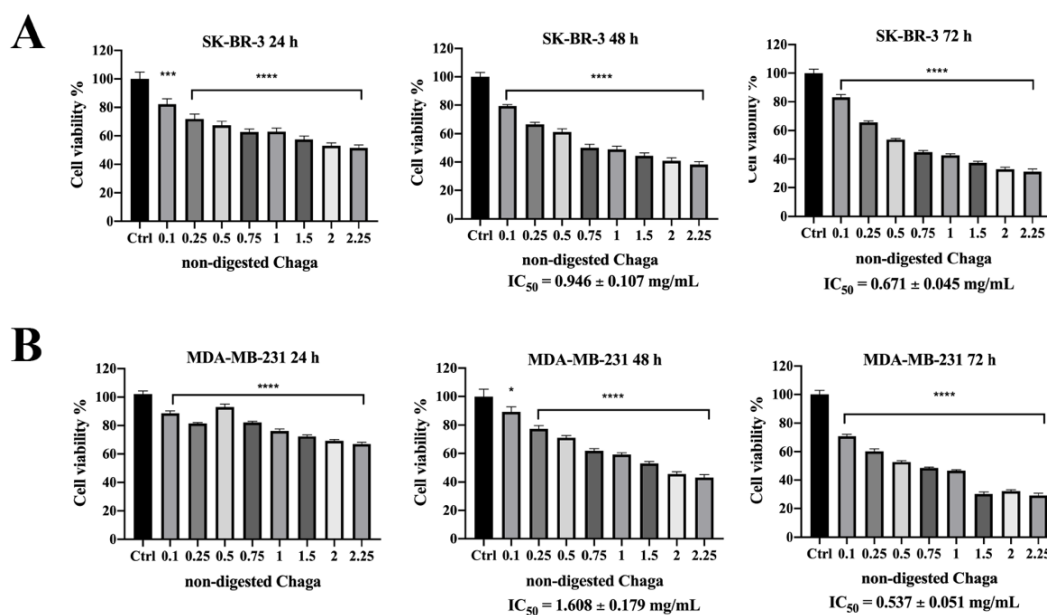 A
SK-BR-3 24 h
Cell viability %
120
100
80
60
40
20
0
***
****
Ctrl 0.1 0.25 0.5 0.75 1 1.5 2 2.25
non-digested Chaga
SK-BR-3 48 h
Cell viability %
120
100
80
60
40
20
0
****
Ctrl 0.1 0.25 0.5 0.75 1 1.5 2 2.25
non-digested Chaga
IC50 = 0.946 ± 0.107 mg/mL
SK-BR-3 72 h
Cell viability %
120
100
80
60
40
20
0
****
Ctrl 0.1 0.25 0.5 0.75 1 1.5 2 2.25
non-digested Chaga
IC50 = 0.671 ± 0.045 mg/mL
B
MDA-MB-231 24 h
Cell viability %
120
100
80
60
40
20
0
****
Ctrl 0.1 0.25 0.5 0.75 1 1.5 2 2.25
non-digested Chaga
MDA-MB-231 48 h
Cell viability %
120
100
80
60
40
20
0
*
****
Ctrl 0.1 0.25 0.5 0.75 1 1.5 2 2.25
non-digested Chaga
IC50 = 1.608 ± 0.179 mg/mL
MDA-MB-231 72 h
Cell viability %
120
100
80
60
40
20
0
****
Ctrl 0.1 0.25 0.5 0.75 1 1.5 2 2.25
non-digested Chaga
IC50 = 0.537 ± 0.051 mg/mL